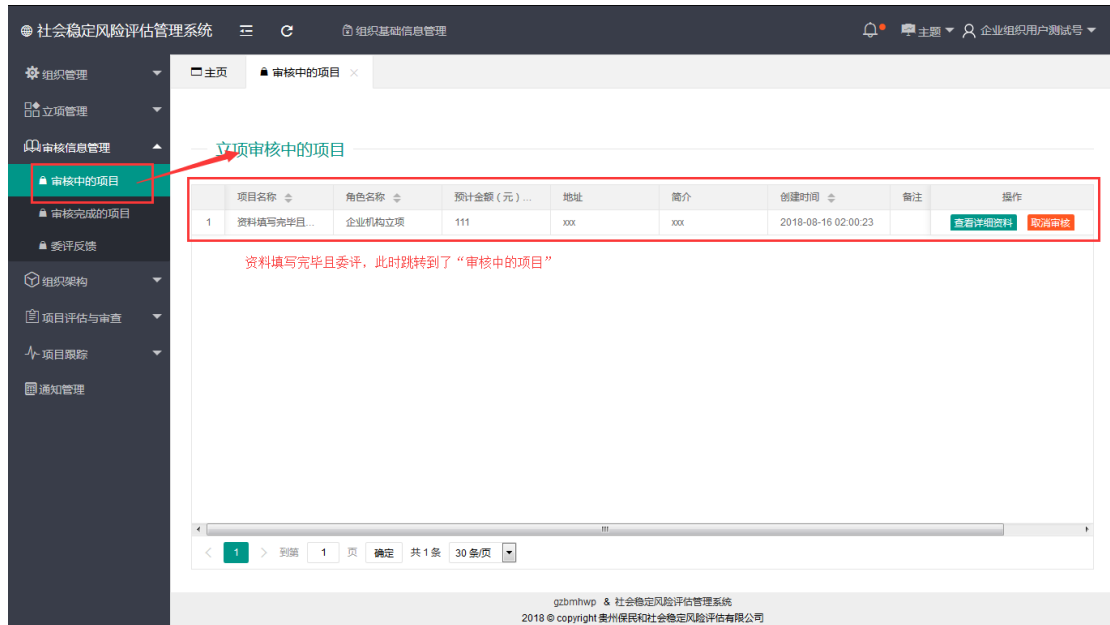 社会稳定风险评估管理系统 组织基础信息管理 主题 企业组织用户测试号
组织管理
立项管理
审核信息管理
审核中的项目
审核完成的项目
委评反馈
组织架构
项目评估与审查
项目跟踪
通知管理
主页 审核中的项目
立项审核中的项目
项目名称 角色名称 预计金额(元)... 地址 简介 创建时间 备注 操作
1 资料填写完毕且... 企业机构立项 111 xxx xxx 2018-08-16 02:00:23 查看详细资料 取消审核
资料填写完毕且委评，此时跳转到了“审核中的项目”
1 到第 1 页 确定 共 1 条 30 条/页
gzbmhwp & 社会稳定风险评估管理系统
2018 © copyright 贵州保民和社会稳定风险评估有限公司